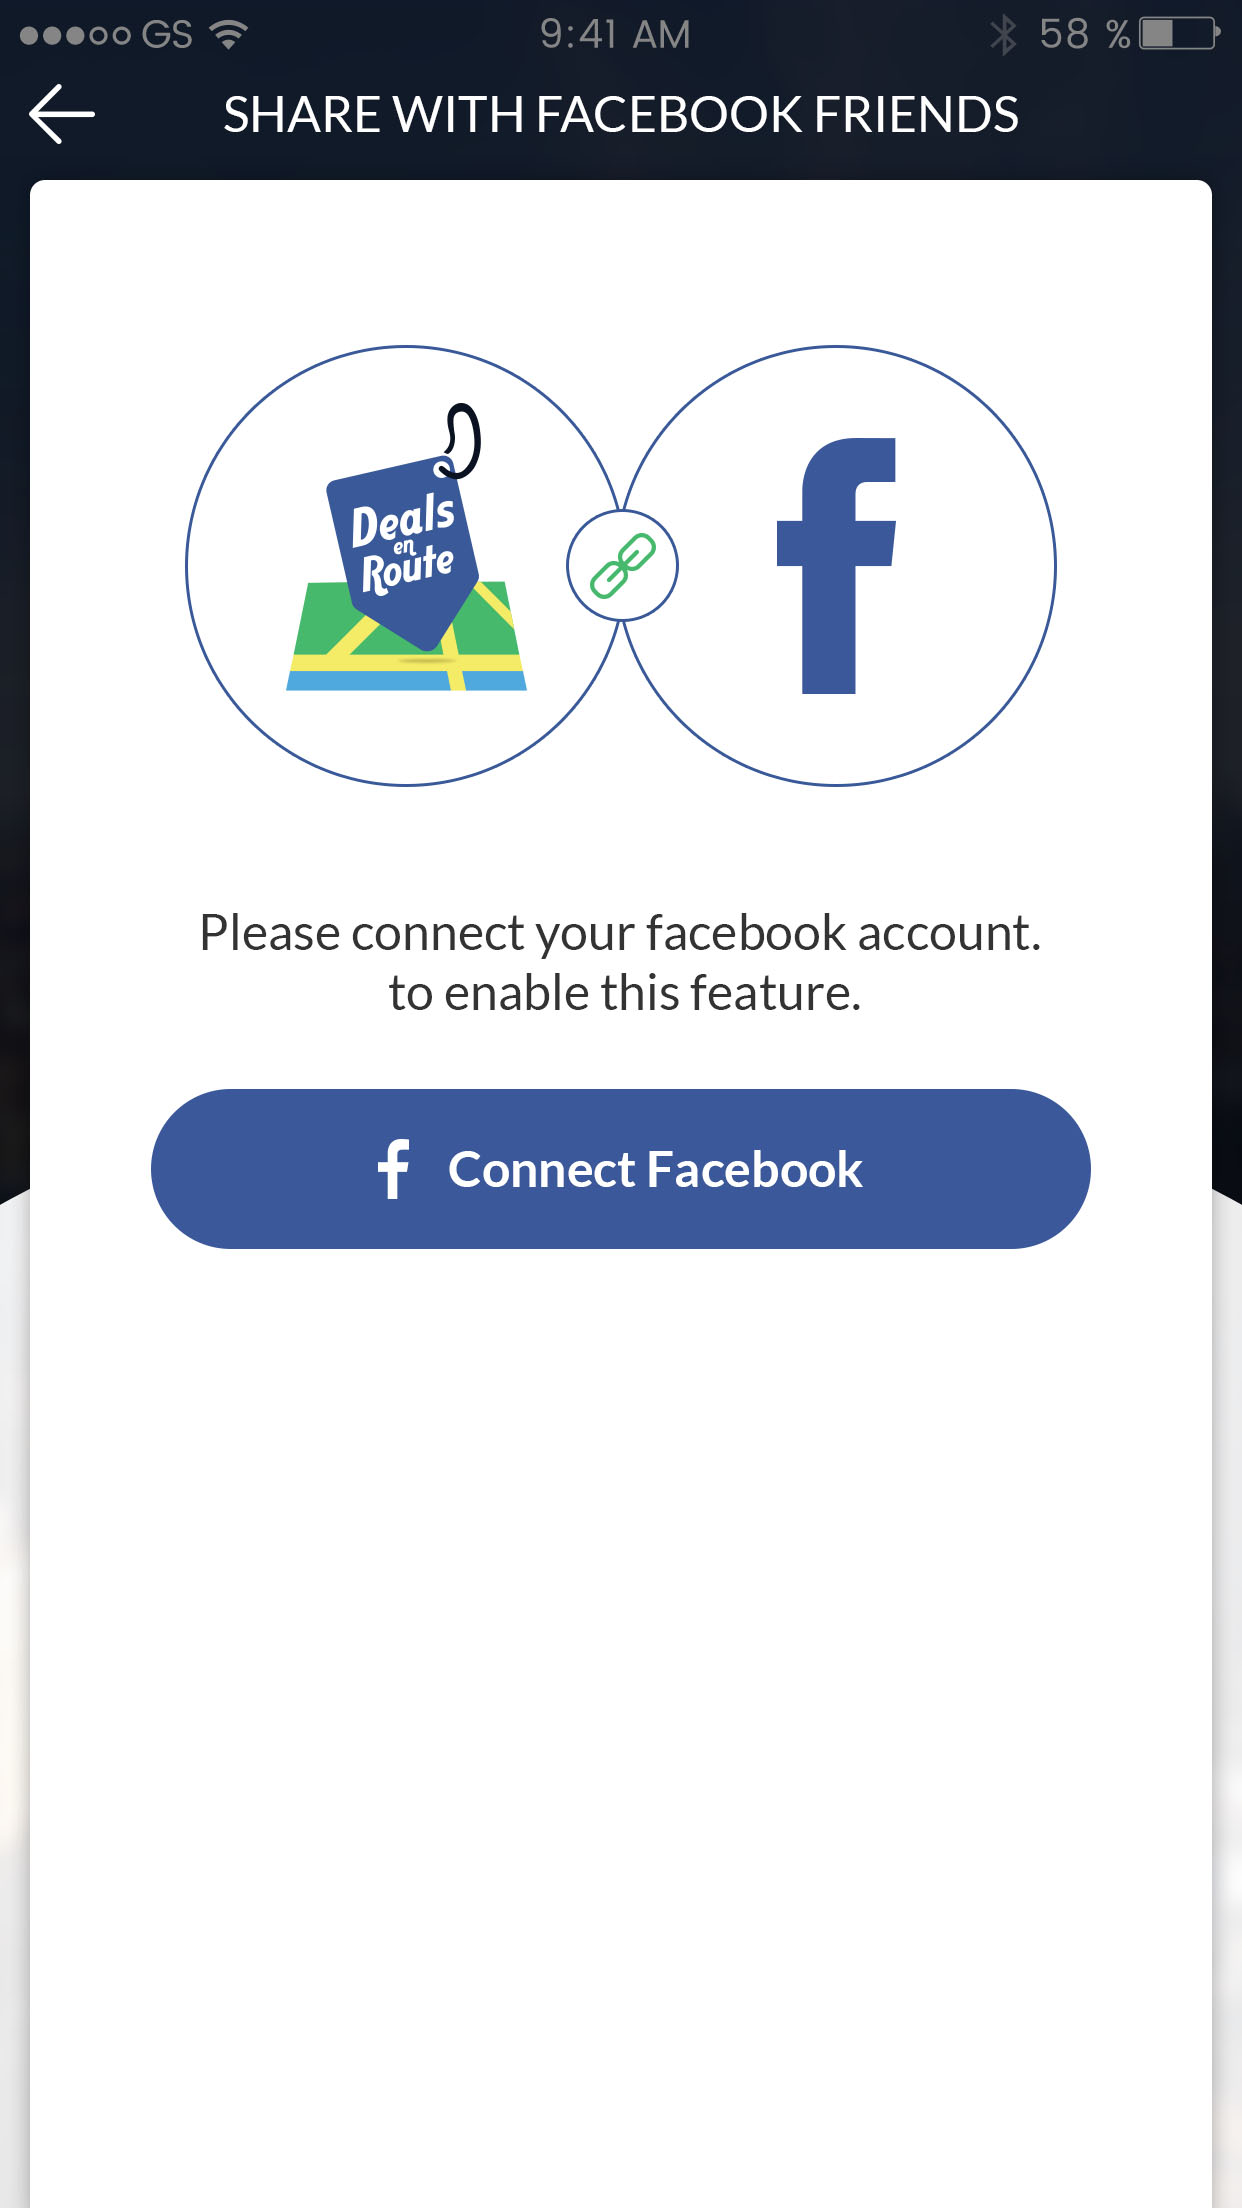 GS
9:41 AM
58 %
SHARE WITH FACEBOOK FRIENDS
Deals
en
Route
Please connect your facebook account.
to enable this feature.
Connect Facebook